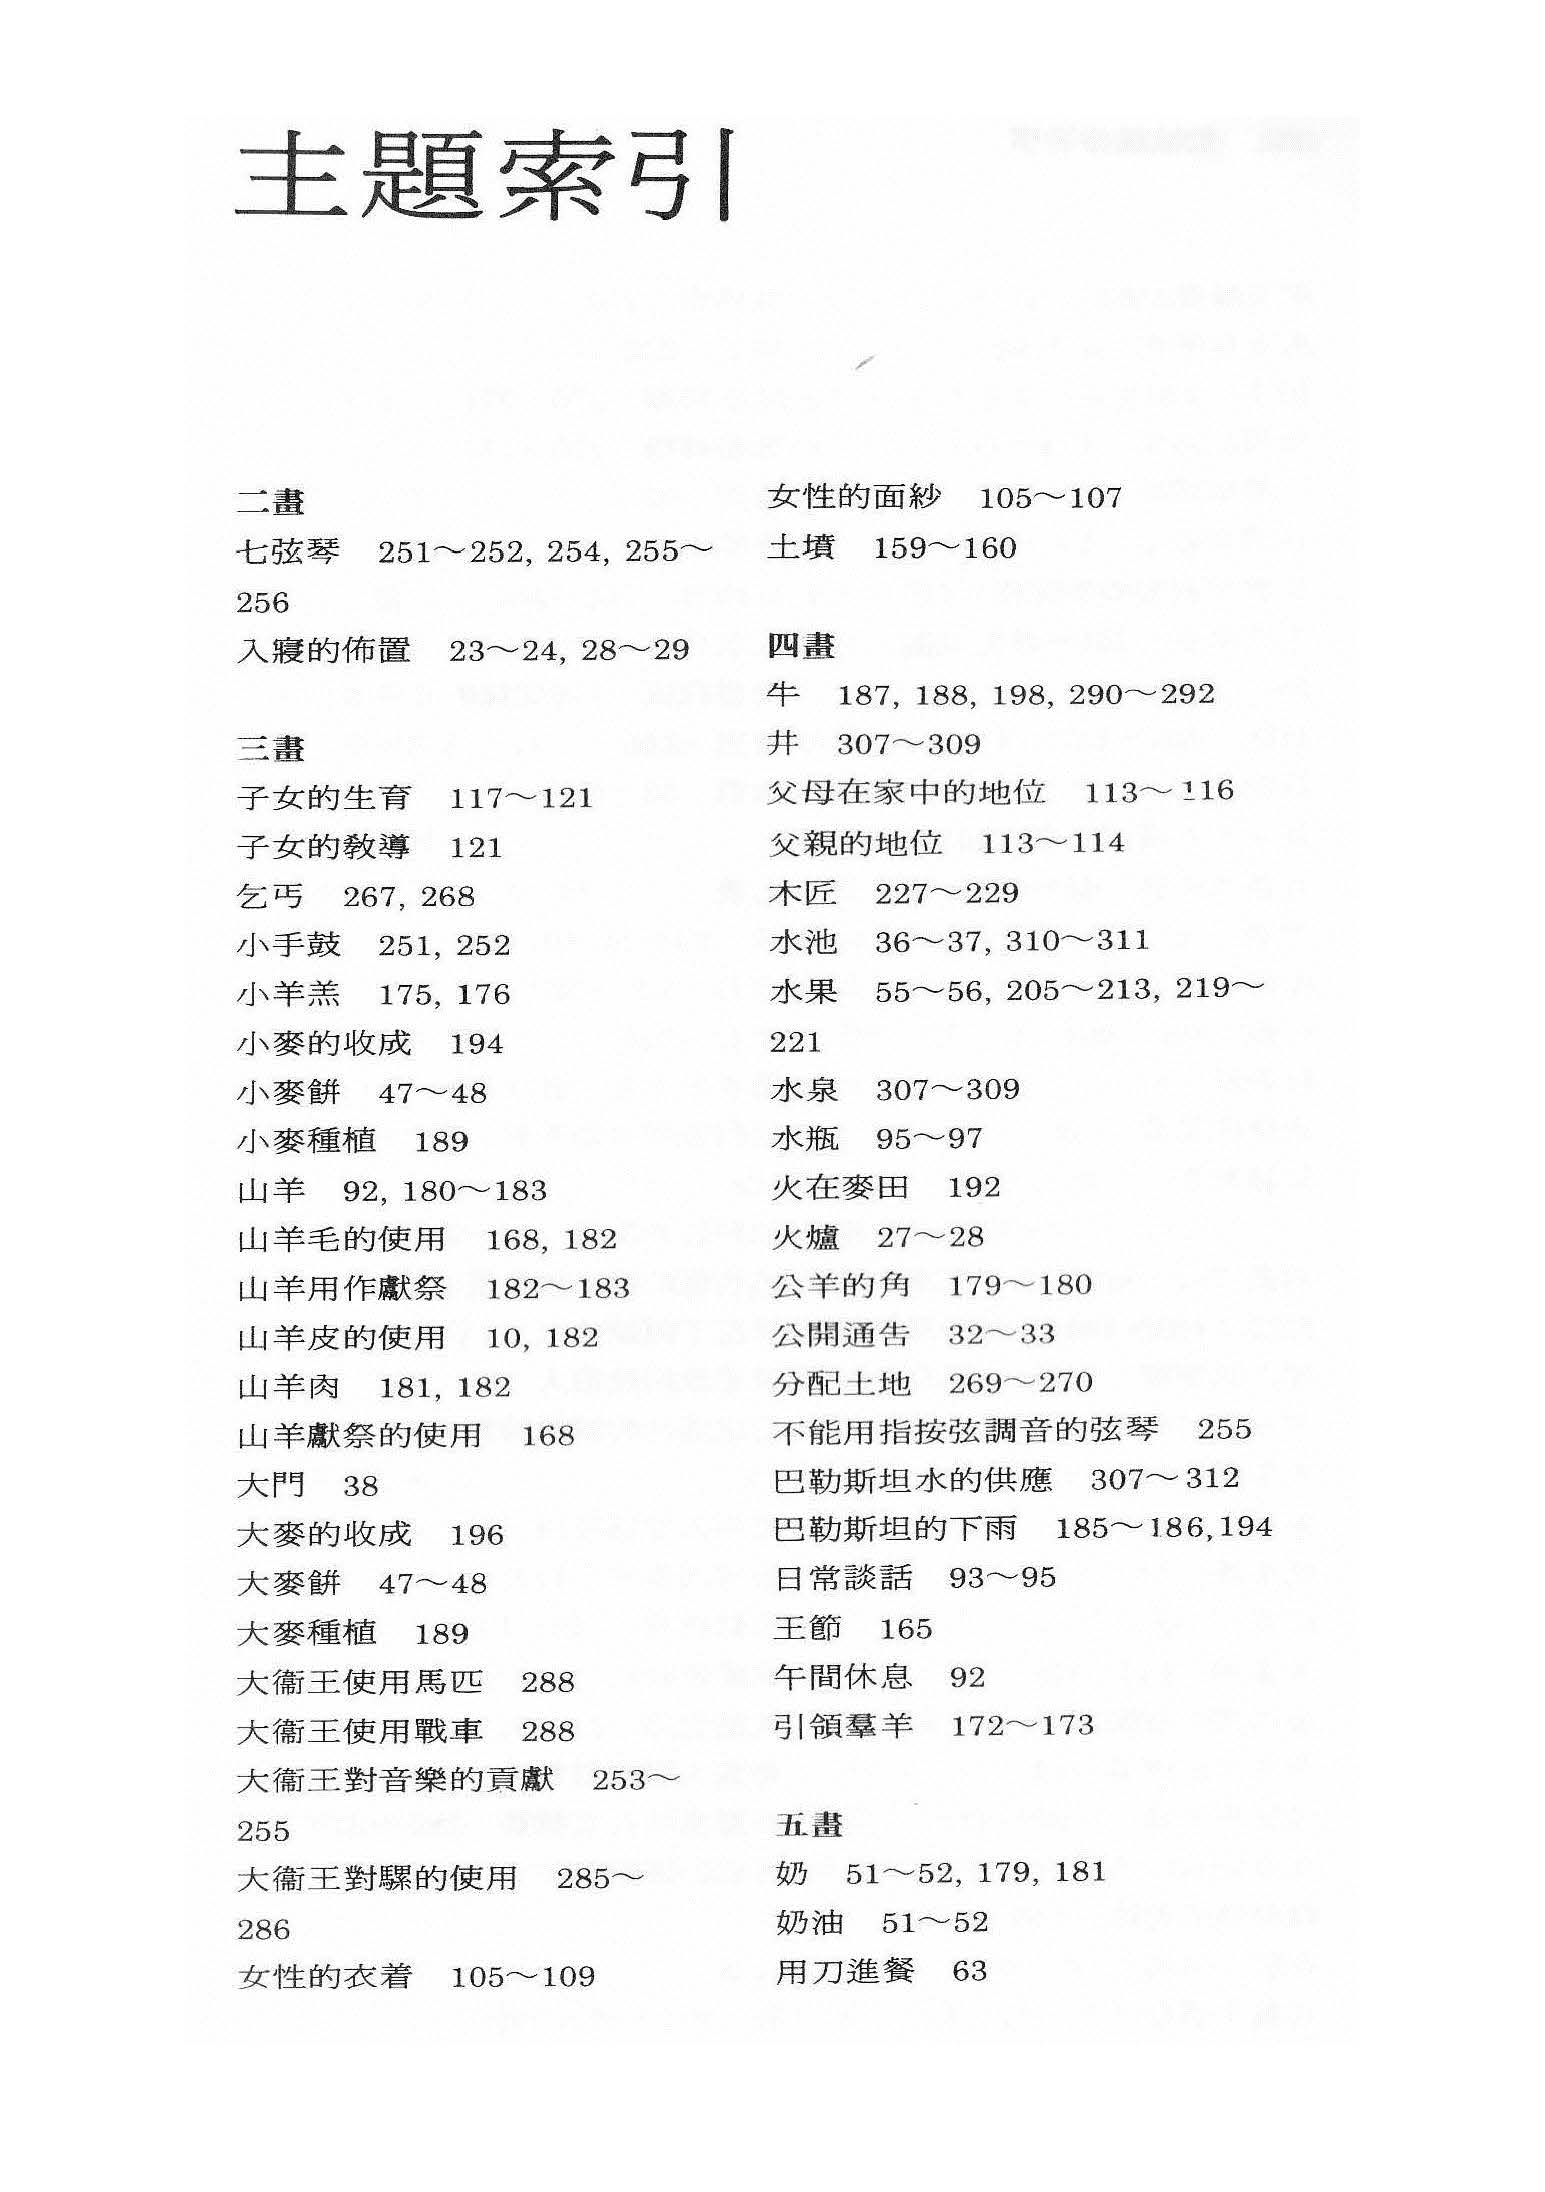 主題索引
二畫
七弦琴　251～252, 254, 255～
256
入寢的佈置　23～24, 28～29
三畫
子女的生育　117～121
子女的敎導　121
乞丐　267, 268
小手鼓　251, 252
小羊羔　175, 176
小麥的收成　194
小麥餅　47～48
小麥種植　189
山羊　92, 180～183
山羊毛的使用　168, 182
山羊用作獻祭　182～183
山羊皮的使用　10, 182
山羊肉　181, 182
山羊獻祭的使用　168
大門　38
大麥的收成　196
大麥餅　47～48
大麥種植　189
大衞王使用馬匹　288
大衞王使用戰車　288
大衞王對音樂的貢獻　253～
255
大衞王對騾的使用　285～
286
女性的衣着　105～109
女性的面紗　105～107
土墳　159～160
四畫
牛　187, 188, 198, 290～292
井　307～309
父母在家中的地位　113～116
父親的地位　113～114
木匠　227～229
水池　36～37, 310～311
水果　55～56, 205～213, 219～
221
水泉　307～309
水瓶　95～97
火在麥田　192
火爐　27～28
公羊的角　179～180
公開通告　32～33
分配土地　269～270
不能用指按弦調音的弦琴　255
巴勒斯坦水的供應　307～312
巴勒斯坦的下雨　185～186,194
日常談話　93～95
王節　165
午間休息　92
引領羣羊　172～173
五畫
奶　51～52, 179, 181
奶油　51～52
用刀進餐　63